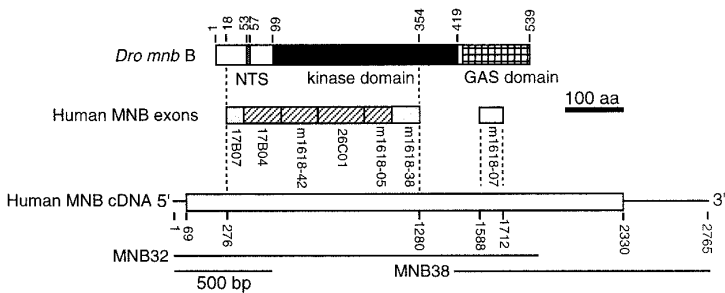 1 18 53 57 99 354 419 539
Dro mnb B
NTS kinase domain GAS domain
100 aa
Human MNB exons
17B07 17B04 m1618-42 26C01 m1618-05 m1618-38 m1618-07
Human MNB cDNA 5' 3'
1 69 276 1280 1588 1712 2330 2765
MNB32
MNB38
500 bp